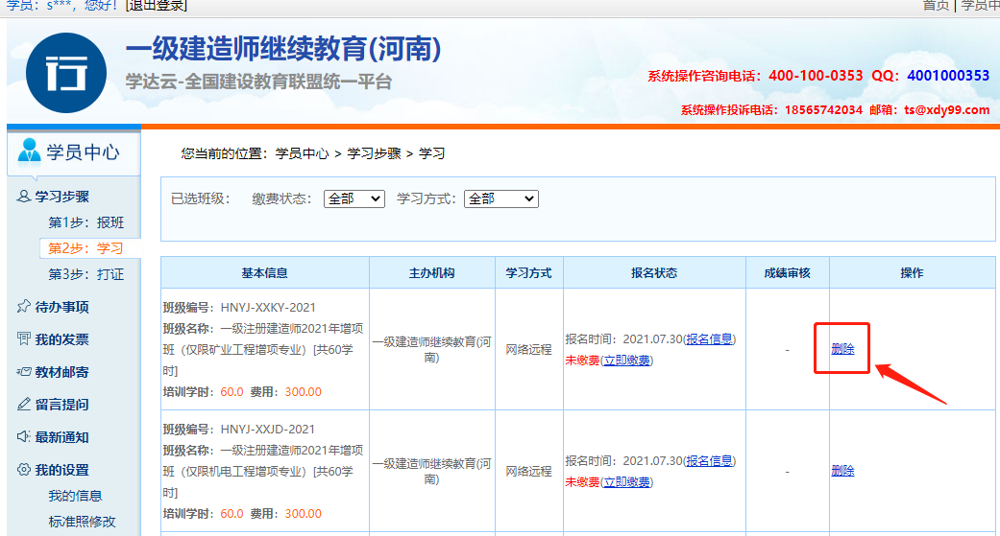 学员：s***，您好！[退出登录]
首页 | 学员中
一级建造师继续教育(河南)
学达云-全国建设教育联盟统一平台
系统操作咨询电话：400-100-0353 QQ：4001000353
系统操作投诉电话：18565742034 邮箱：ts@xdy99.com
学员中心
您当前的位置：学员中心 > 学习步骤 > 学习
学习步骤
第1步：报班
第2步：学习
第3步：打证
待办事项
我的发票
教材邮寄
留言提问
最新通知
我的设置
我的信息
标准照修改
已选班级： 缴费状态： 全部 学习方式： 全部
基本信息 主办机构 学习方式 报名状态 成绩审核 操作
班级编号：HNYJ-XXKY-2021
班级名称：一级注册建造师2021年增项
班（仅限矿业工程增项专业）[共60学
时]
培训学时：60.0 费用：300.00
一级建造师继续教育(河
南)
网络远程
报名时间：2021.07.30(报名信息)
未缴费(立即缴费)
-
删除
班级编号：HNYJ-XXJD-2021
班级名称：一级注册建造师2021年增项
班（仅限机电工程增项专业）[共60学
时]
培训学时：60.0 费用：300.00
一级建造师继续教育(河
南)
网络远程
报名时间：2021.07.30(报名信息)
未缴费(立即缴费)
-
删除